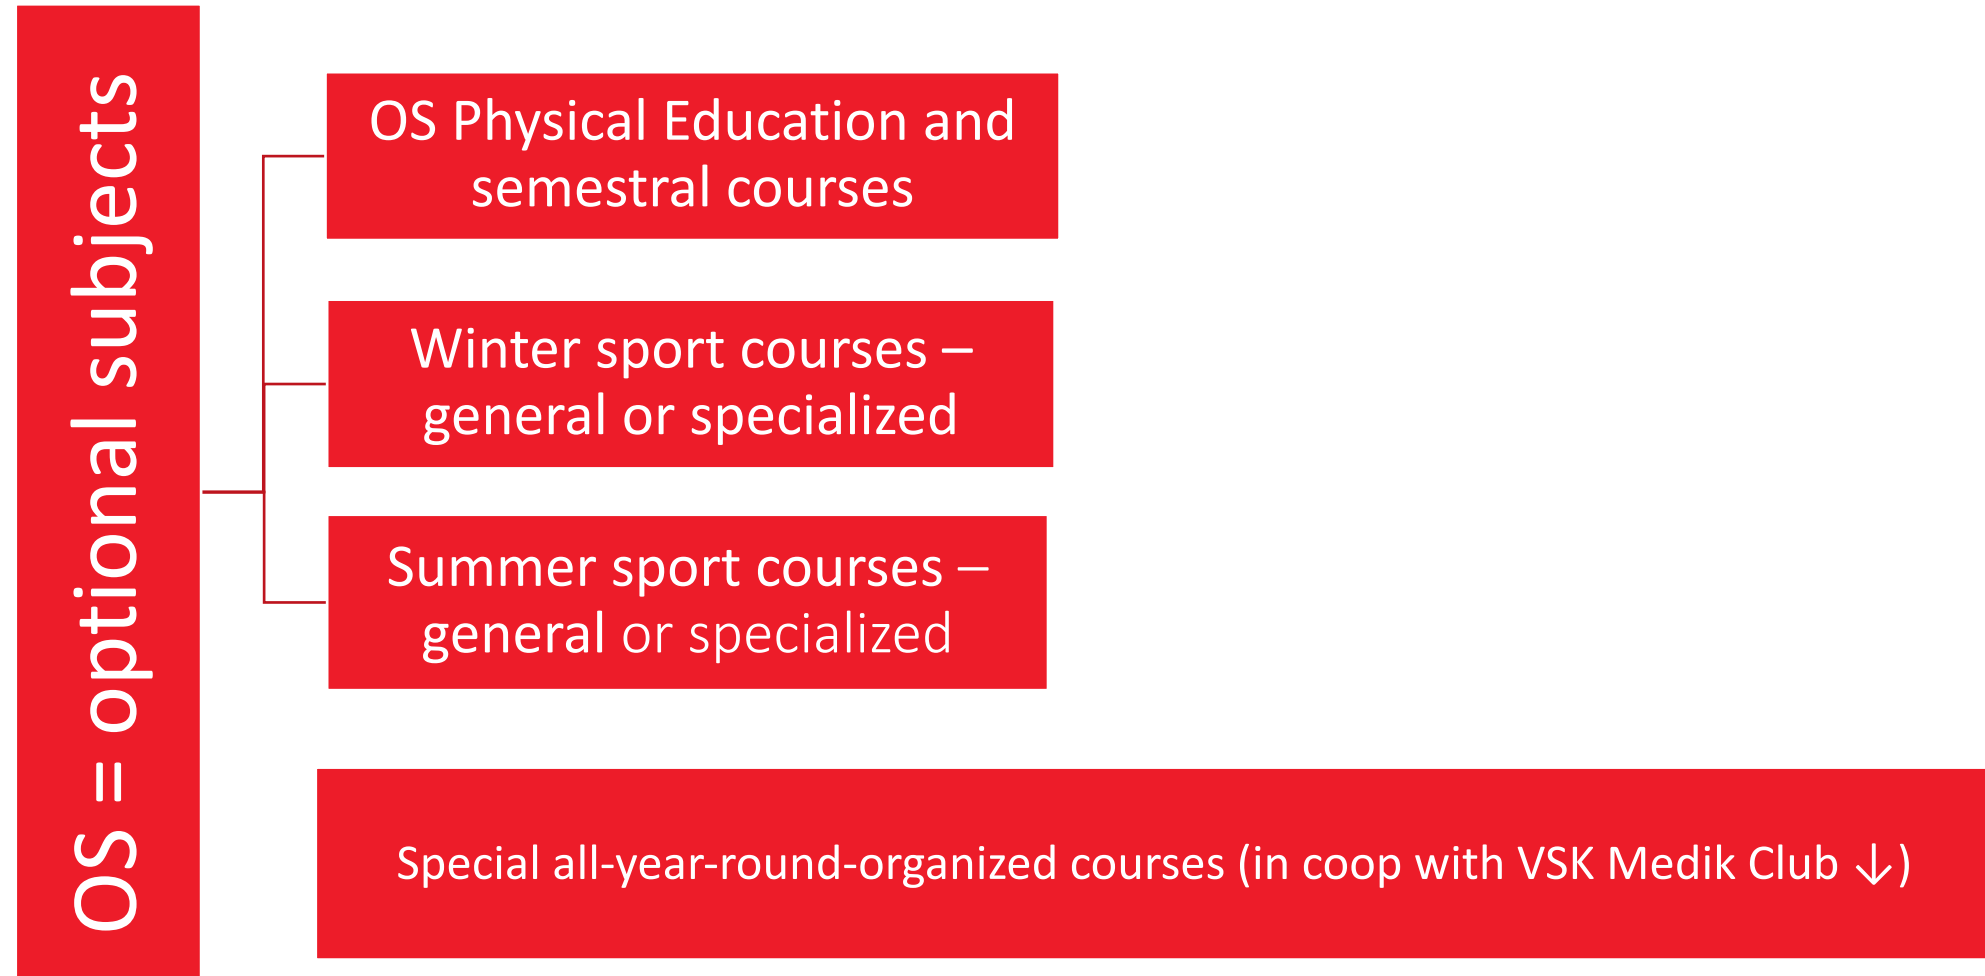 OS = optional subjects
OS Physical Education and
semestral courses
Winter sport courses –
general or specialized
Summer sport courses –
general or specialized
Special all-year-round-organized courses (in coop with VSK Medik Club ↓)